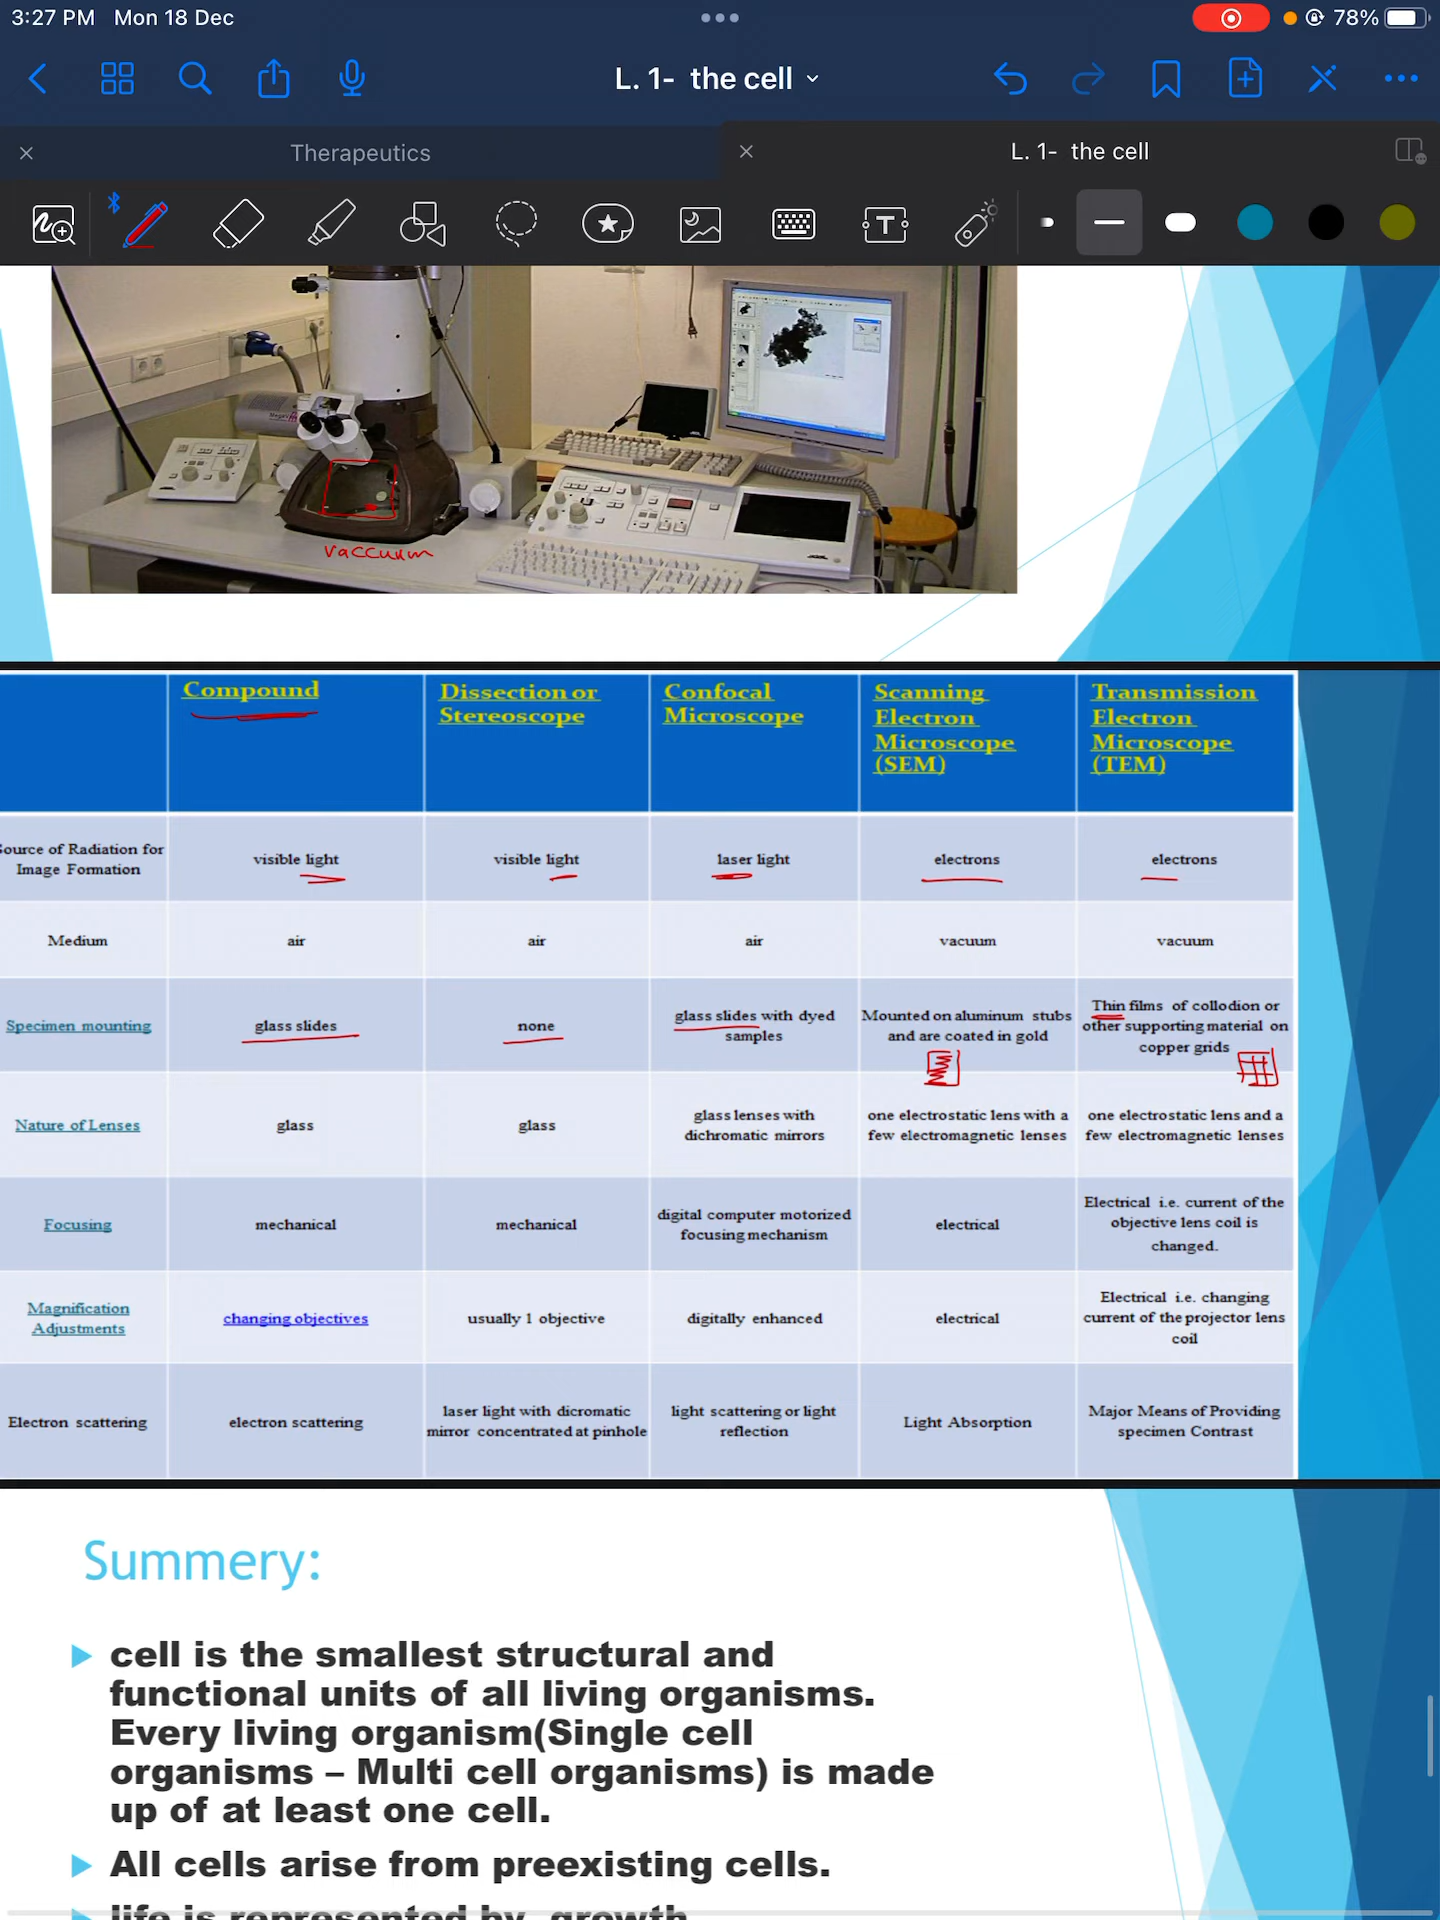 3:27 PM Mon 18 Dec
78%
L. 1- the cell
Therapeutics
L. 1- the cell
vaccuum
Compound
Dissection or
Stereoscope
Confocal
Microscope
Scanning
Electron
Microscope
(SEM)
Transmission
Electron
Microscope
(TEM)
ource of Radiation for
Image Formation
visible light
visible light
laser light
electrons
electrons
Medium
air
air
air
vacuum
vacuum
Specimen mounting
glass slides
none
glass slides with dyed
samples
Mounted on aluminum stubs
and are coated in gold
Thin films of collodion or
other supporting material on
copper grids
Nature of Lenses
glass
glass
glass lenses with
dichromatic mirrors
one electrostatic lens with a
few electromagnetic lenses
one electrostatic lens and a
few electromagnetic lenses
Focusing
mechanical
mechanical
digital computer motorized
focusing mechanism
electrical
Electrical i.e. current of the
objective lens coil is
changed.
Magnification
Adjustments
changing objectives
usually 1 objective
digitally enhanced
electrical
Electrical i.e. changing
current of the projector lens
coil
Electron scattering
electron scattering
laser light with dicromatic
mirror concentrated at pinhole
light scattering or light
reflection
Light Absorption
Major Means of Providing
specimen Contrast
Summery:
cell is the smallest structural and
functional units of all living organisms.
Every living organism(Single cell
organisms – Multi cell organisms) is made
up of at least one cell.
All cells arise from preexisting cells.
life is represented by growth